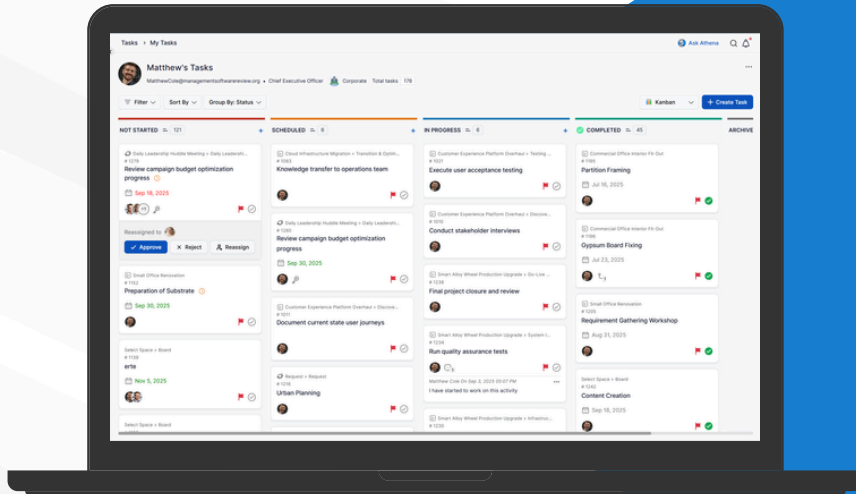 Tasks › My Tasks
Ask Athena
Matthew's Tasks
MatthewCole@managementsoftwarereview.org • Chief Executive Officer Corporate Total tasks 178
Filter
Sort By
Group By: Status
Kanban
+ Create Task
NOT STARTED 121 +
Daily Leadership Huddle Meeting > Daily Leadershi...
# 1279
Review campaign budget optimization
progress
Sep 18, 2025
+1
Reassigned to
Approve
Reject
Reassign
Small Office Renovation
# 1152
Preparation of Substrate
Sep 30, 2025
Select Space > Board
# 1139
erte
Nov 5, 2025
Select Space > Board
SCHEDULED 6 +
Cloud Infrastructure Migration > Transition & Optim...
# 1063
Knowledge transfer to operations team
Daily Leadership Huddle Meeting > Daily Leadershi...
# 1280
Review campaign budget optimization
progress
Sep 30, 2025
Customer Experience Platform Overhaul > Discove...
# 1011
Document current state user journeys
Request > Request
# 1216
Urban Planning
IN PROGRESS 6 +
Customer Experience Platform Overhaul > Testing ...
# 1021
Execute user acceptance testing
Customer Experience Platform Overhaul > Discove...
# 1010
Conduct stakeholder interviews
Smart Alloy Wheel Production Upgrade > Go-Live ...
# 1238
Final project closure and review
Smart Alloy Wheel Production Upgrade > System I...
# 1234
Run quality assurance tests
Matthew Cole On Sep 3, 2025 05:07 PM
I have started to work on this activity
Smart Alloy Wheel Production Upgrade > Infrastruc...
# 1230
COMPLETED 45
Commercial Office Interior Fit-Out
# 1195
Partition Framing
Jul 16, 2025
Commercial Office Interior Fit-Out
# 1196
Gypsum Board Fixing
Jul 23, 2025
Small Office Renovation
# 1205
Requirement Gathering Workshop
Aug 31, 2025
Select Space > Board
# 1240
Content Creation
Sep 18, 2025
ARCHIVE